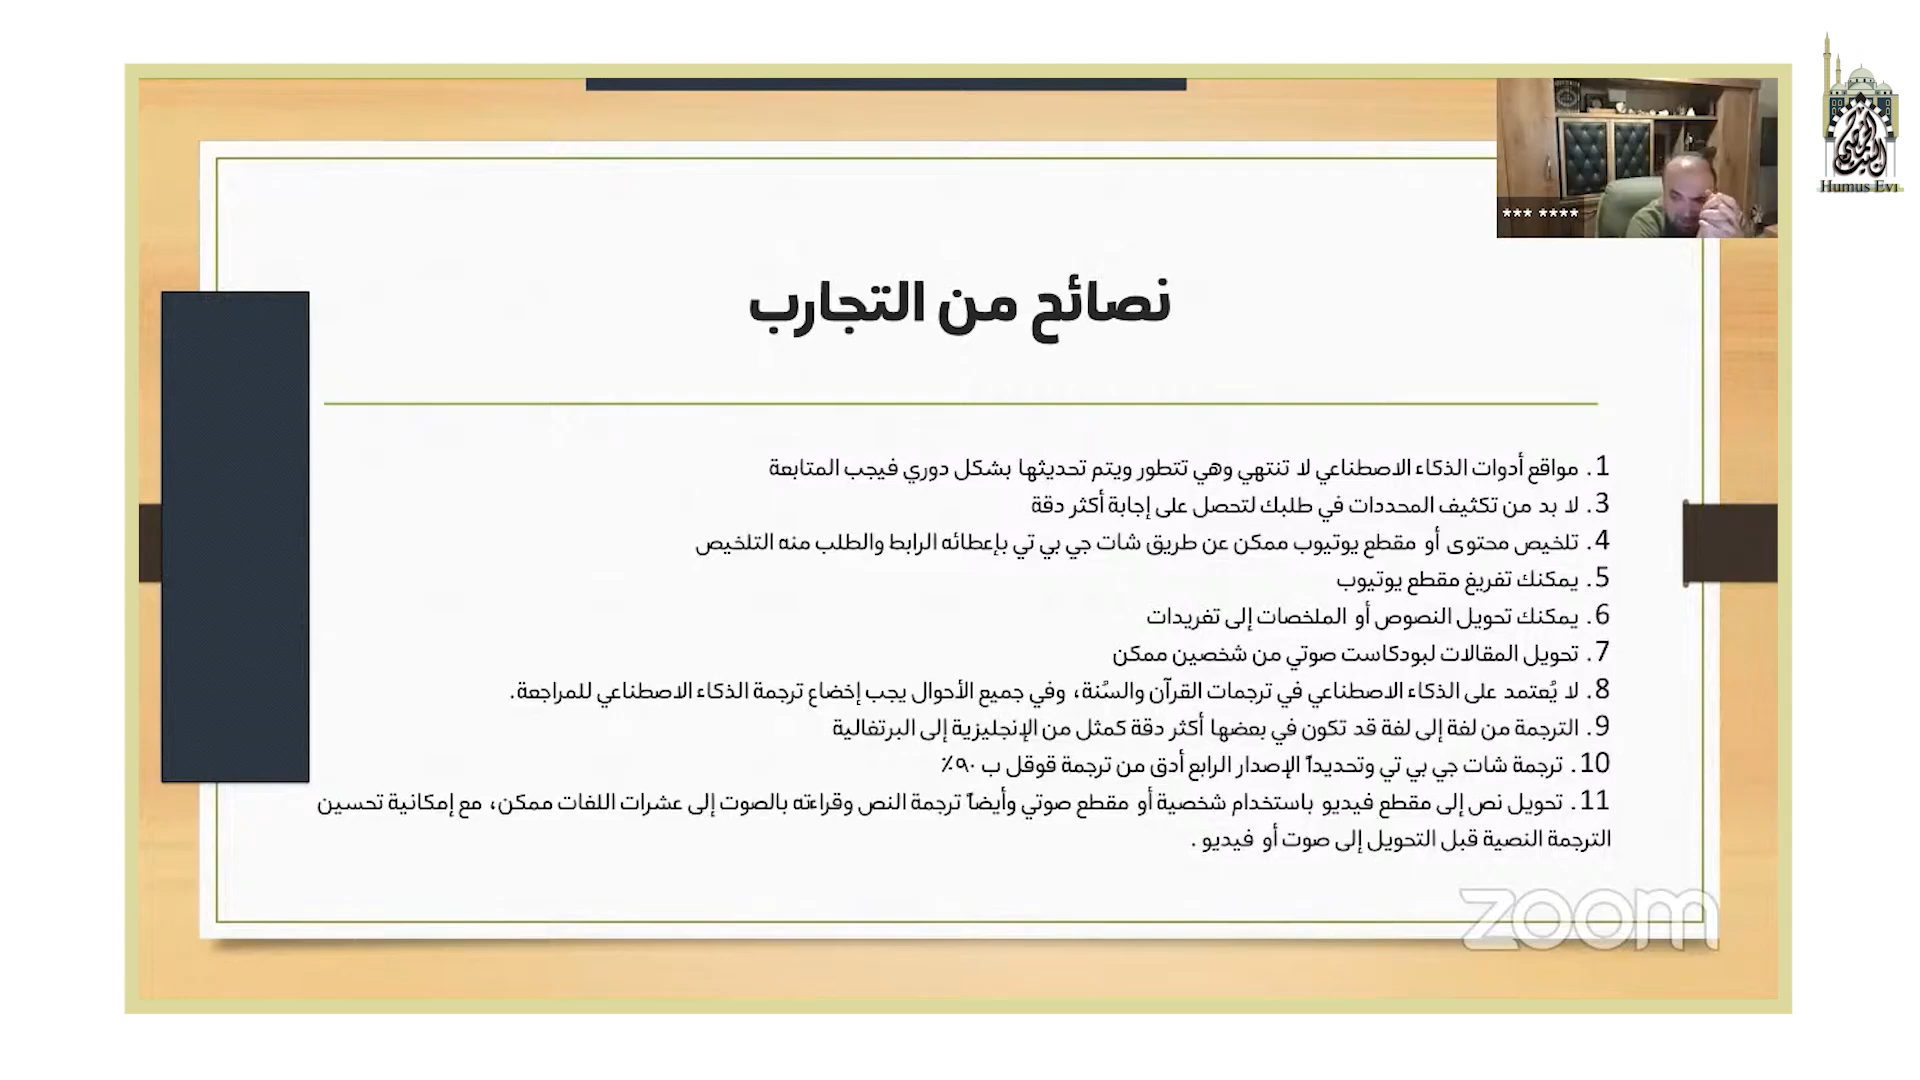 Humus Evi
*** ****
نصائح من التجارب
1. مواقع أدوات الذكاء الاصطناعي لا تنتهي وهي تتطور ويتم تحديثها بشكل دوري فيجب المتابعة
3. لا بد من تكثيف المحددات في طلبك لتحصل على إجابة أكثر دقة
4. تلخيص محتوى أو مقطع يوتيوب ممكن عن طريق شات جي بي تي بإعطائه الرابط والطلب منه التلخيص
5. يمكنك تفريغ مقطع يوتيوب
6. يمكنك تحويل النصوص أو الملخصات إلى تغريدات
7. تحويل المقالات لبودكاست صوتي من شخصين ممكن
8. لا يُعتمد على الذكاء الاصطناعي في ترجمات القرآن والسُنة، وفي جميع الأحوال يجب إخضاع ترجمة الذكاء الاصطناعي للمراجعة.
9. الترجمة من لغة إلى لغة قد تكون في بعضها أكثر دقة كمثل من الإنجليزية إلى البرتغالية
10. ترجمة شات جي بي تي وتحديداً الإصدار الرابع أدق من ترجمة قوقل ب ٩٠٪
11. تحويل نص إلى مقطع فيديو باستخدام شخصية أو مقطع صوتي وأيضاً ترجمة النص وقراءته بالصوت إلى عشرات اللغات ممكن، مع إمكانية تحسين
الترجمة النصية قبل التحويل إلى صوت أو فيديو .
zoom